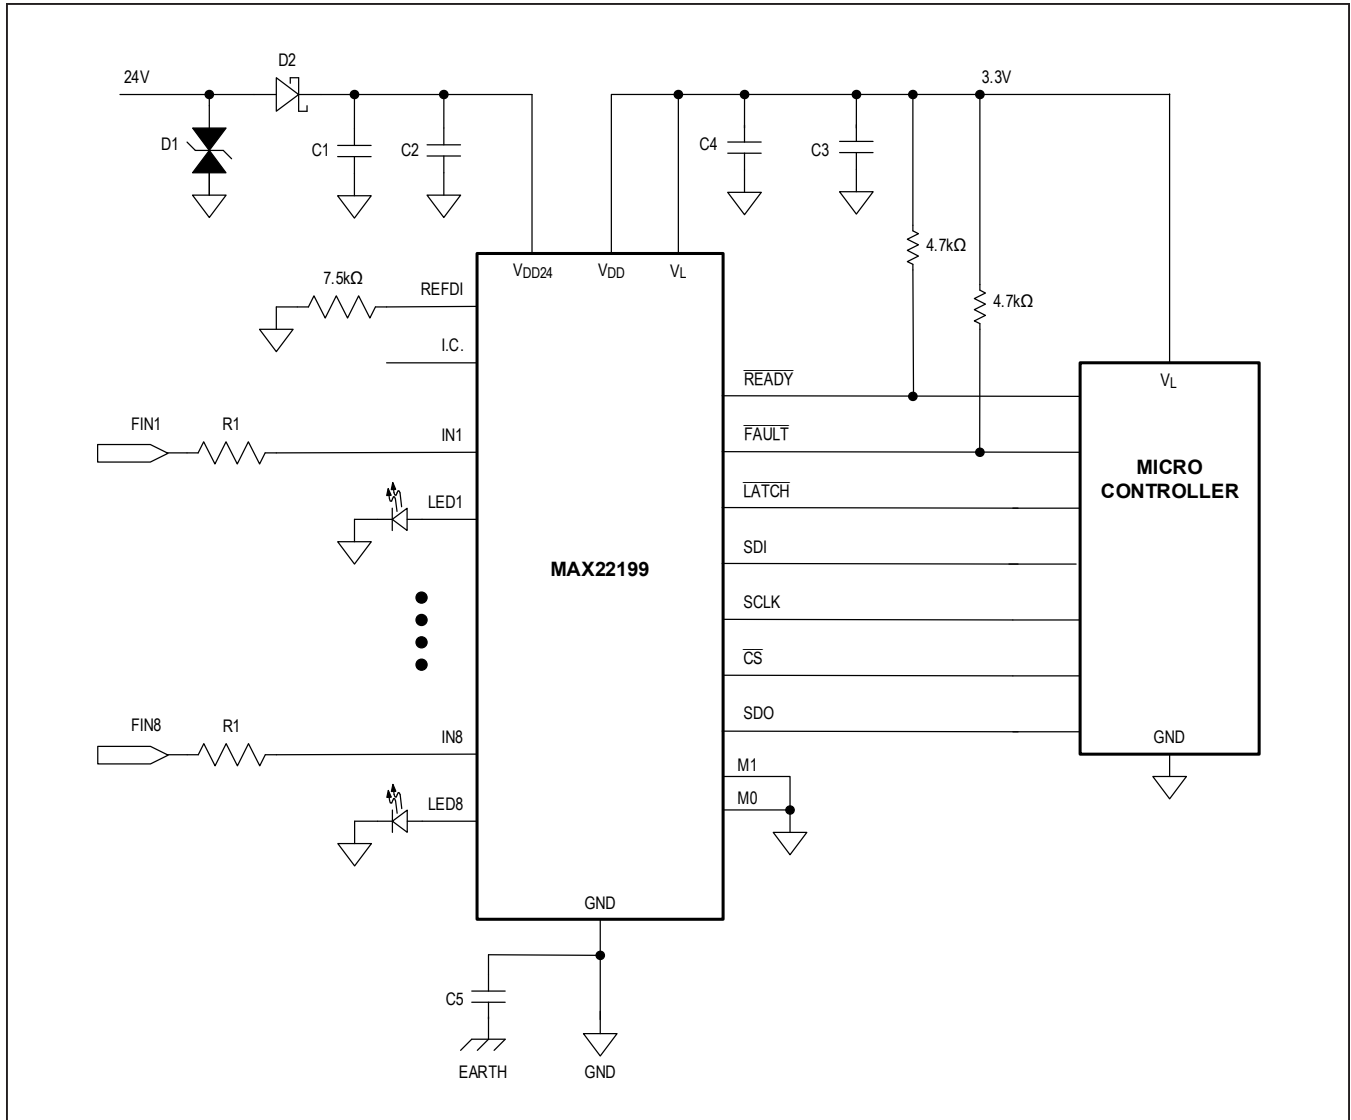 D2
24V
3.3V
D1
C1
C2
C4
C3
4.7kΩ
4.7kΩ
VDD24
VDD
VL
7.5kΩ
REFDI
I.C.
READY
VL
FIN1
R1
IN1
FAULT
MICRO
CONTROLLER
LED1
LATCH
SDI
MAX22199
SCLK
CS
SDO
FIN8
R1
IN8
GND
M1
M0
LED8
GND
C5
EARTH
GND